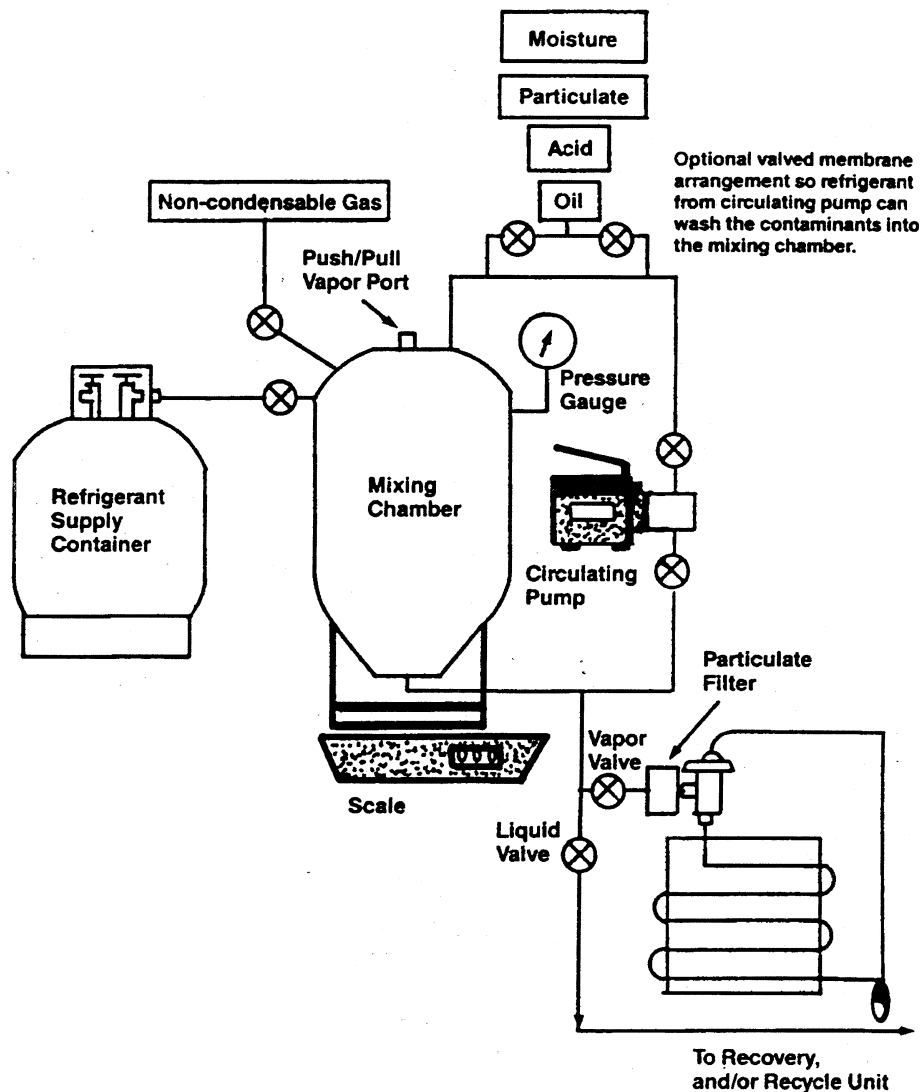 Moisture
Particulate
Acid
Oil
Optional valved membrane
arrangement so refrigerant
from circulating pump can
wash the contaminants into
the mixing chamber.
Non-condensable Gas
Push/Pull
Vapor Port
Pressure
Gauge
Refrigerant
Supply
Container
Mixing
Chamber
Circulating
Pump
Particulate
Filter
Vapor
Valve
Scale
Liquid
Valve
To Recovery,
and/or Recycle Unit